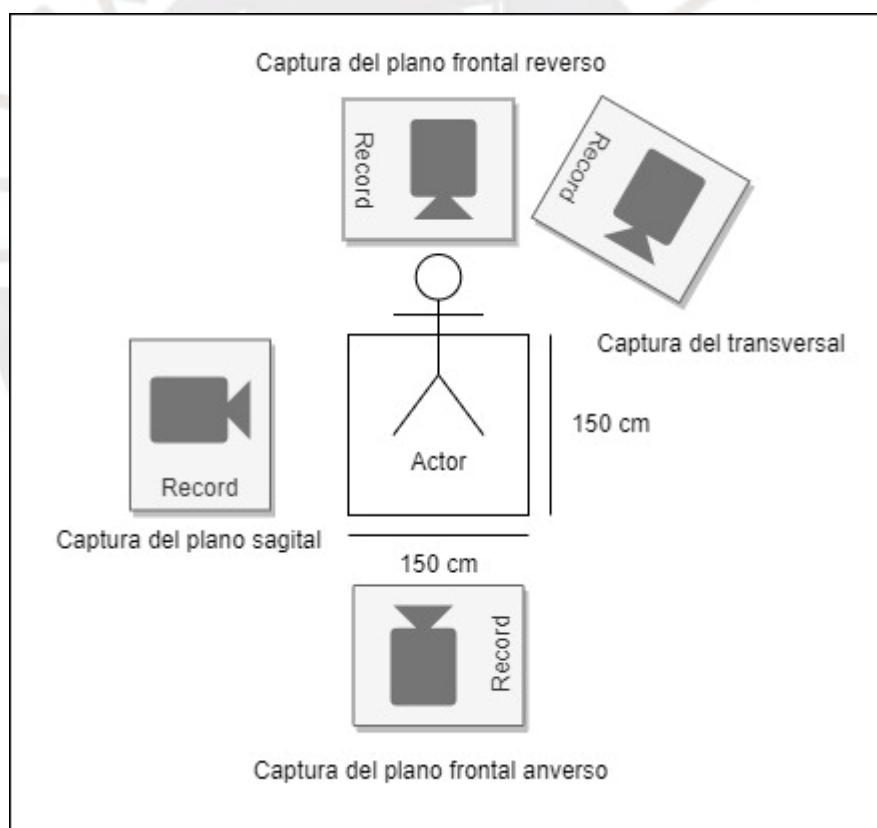 Captura del plano frontal reverso
Record
Record
Captura del transversal
150 cm
Actor
Record
Captura del plano sagital
150 cm
Record
Captura del plano frontal anverso